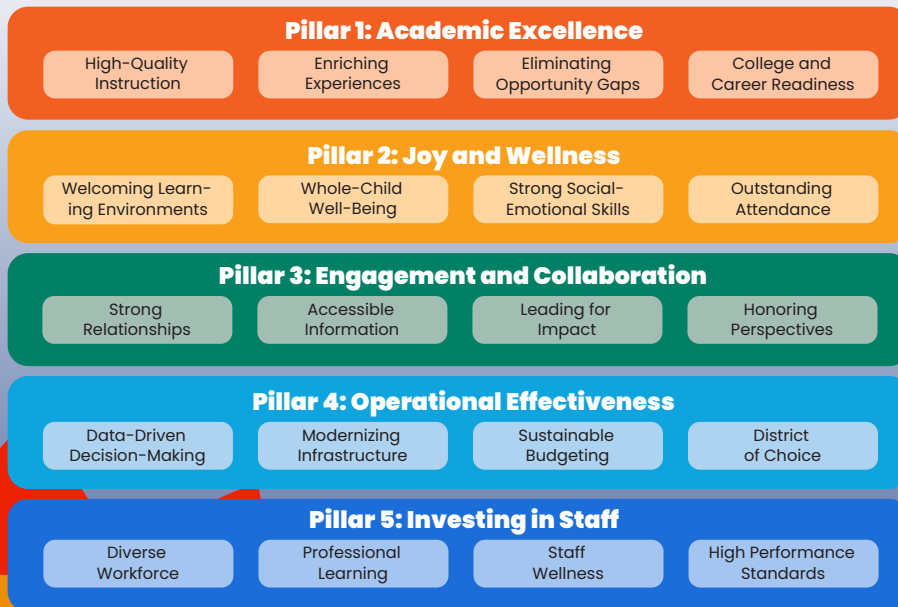 Pillar 1: Academic Excellence
High-Quality
Instruction
Enriching
Experiences
Eliminating
Opportunity Gaps
College and
Career Readiness
Pillar 2: Joy and Wellness
Welcoming Learn-
ing Environments
Whole-Child
Well-Being
Strong Social-
Emotional Skills
Outstanding
Attendance
Pillar 3: Engagement and Collaboration
Strong
Relationships
Accessible
Information
Leading for
Impact
Honoring
Perspectives
Pillar 4: Operational Effectiveness
Data-Driven
Decision-Making
Modernizing
Infrastructure
Sustainable
Budgeting
District
of Choice
Pillar 5: Investing in Staff
Diverse
Workforce
Professional
Learning
Staff
Wellness
High Performance
Standards